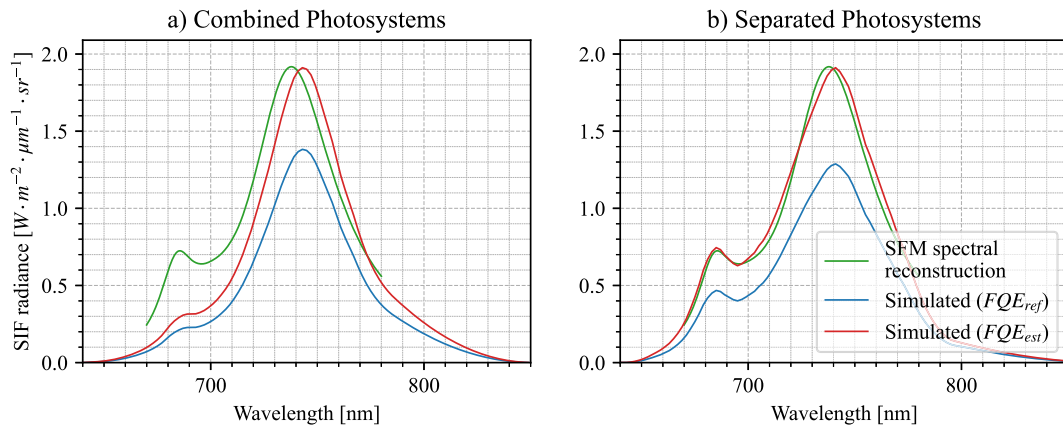 a) Combined Photosystems
b) Separated Photosystems
SIF radiance [W · m⁻² · μm⁻¹ · sr⁻¹]
2.0
1.5
1.0
0.5
0.0
700
800
Wavelength [nm]
2.0
1.5
1.0
0.5
0.0
700
800
Wavelength [nm]
SFM spectral
reconstruction
Simulated (FQE_ref)
Simulated (FQE_est)